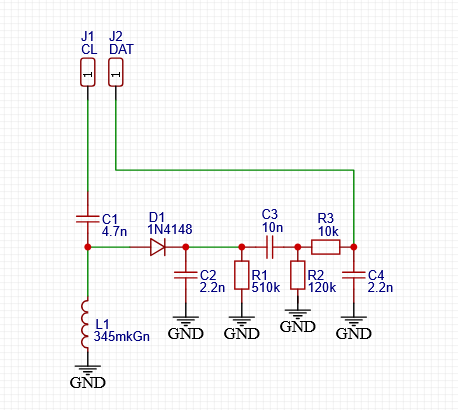 J1 J2
CL DAT
1 1
C1
4.7n
D1
1N4148
C2
2.2n
R1
510k
C3
10n
R2
120k
R3
10k
C4
2.2n
L1
345mkGn
GND
GND
GND
GND
GND